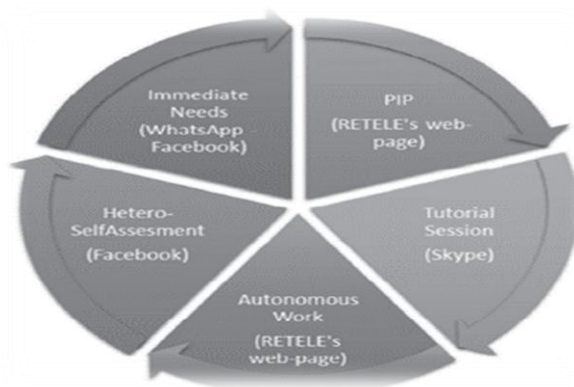 Immediate
Needs
(WhatsApp -
Facebook)
PIP
(RETELE's web-
page)
Tutorial
Session
(Skype)
Autonomous
Work
(RETELE's
web-page)
Hetero-
SelfAssesment
(Facebook)